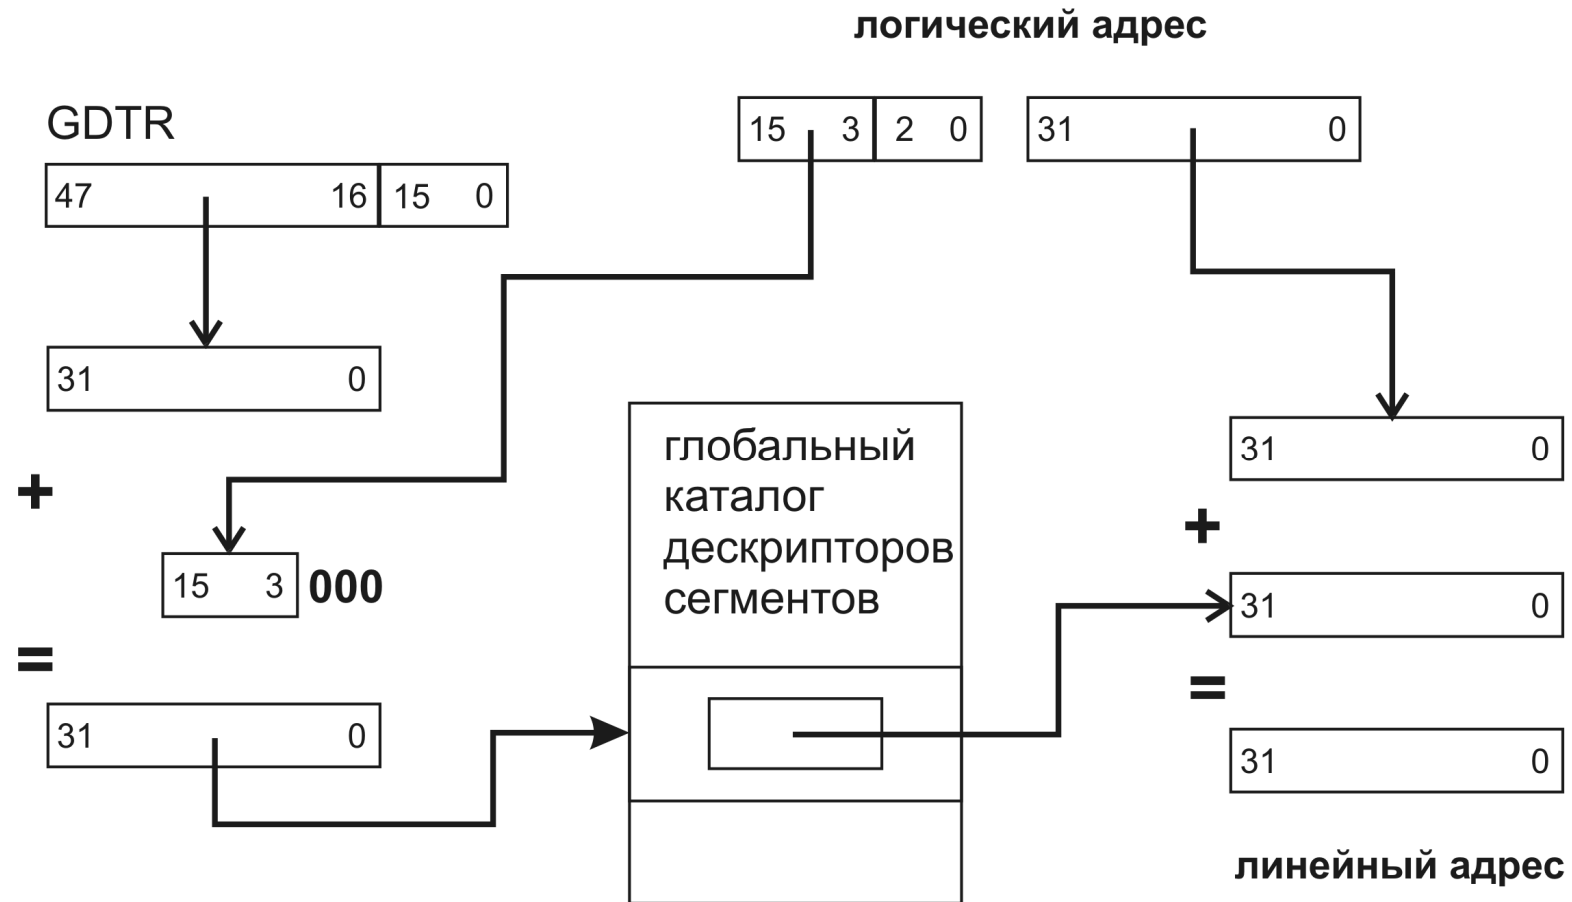 логический адрес
GDTR
15 3 2 0 31 0
47 16 15 0
31 0
глобальный
каталог
дескрипторов
сегментов
31 0
+
+
15 3 000
31 0
=
=
31 0
31 0
линейный адрес